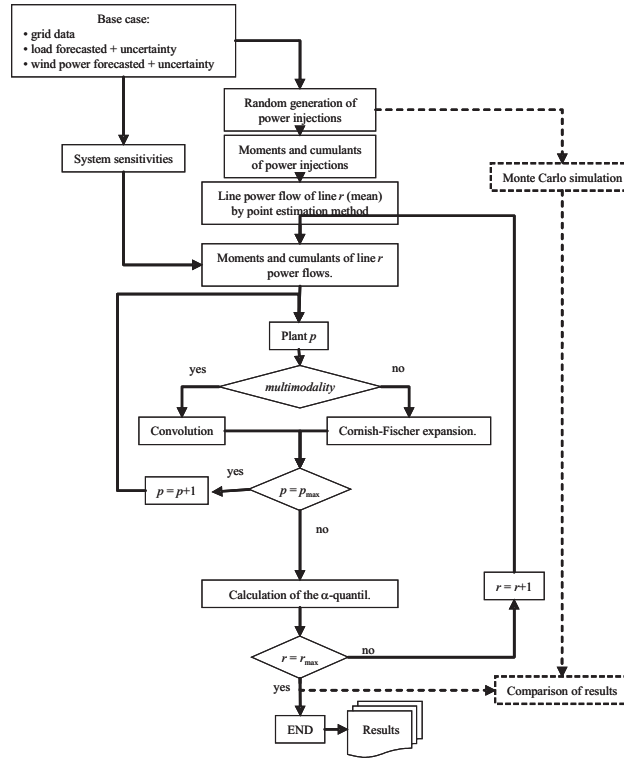 Base case:
• grid data
• load forecasted + uncertainty
• wind power forecasted + uncertainty
Random generation of
power injections
System sensitivities
Moments and cumulants
of power injections
Monte Carlo simulation
Line power flow of line r (mean)
by point estimation method
Moments and cumulants of line r
power flows.
Plant p
yes
no
multimodality
Convolution
Cornish-Fischer expansion.
yes
p = p+1
p = pmax
no
r = r+1
Calculation of the α-quantil.
no
r = rmax
yes
Comparison of results
END
Results